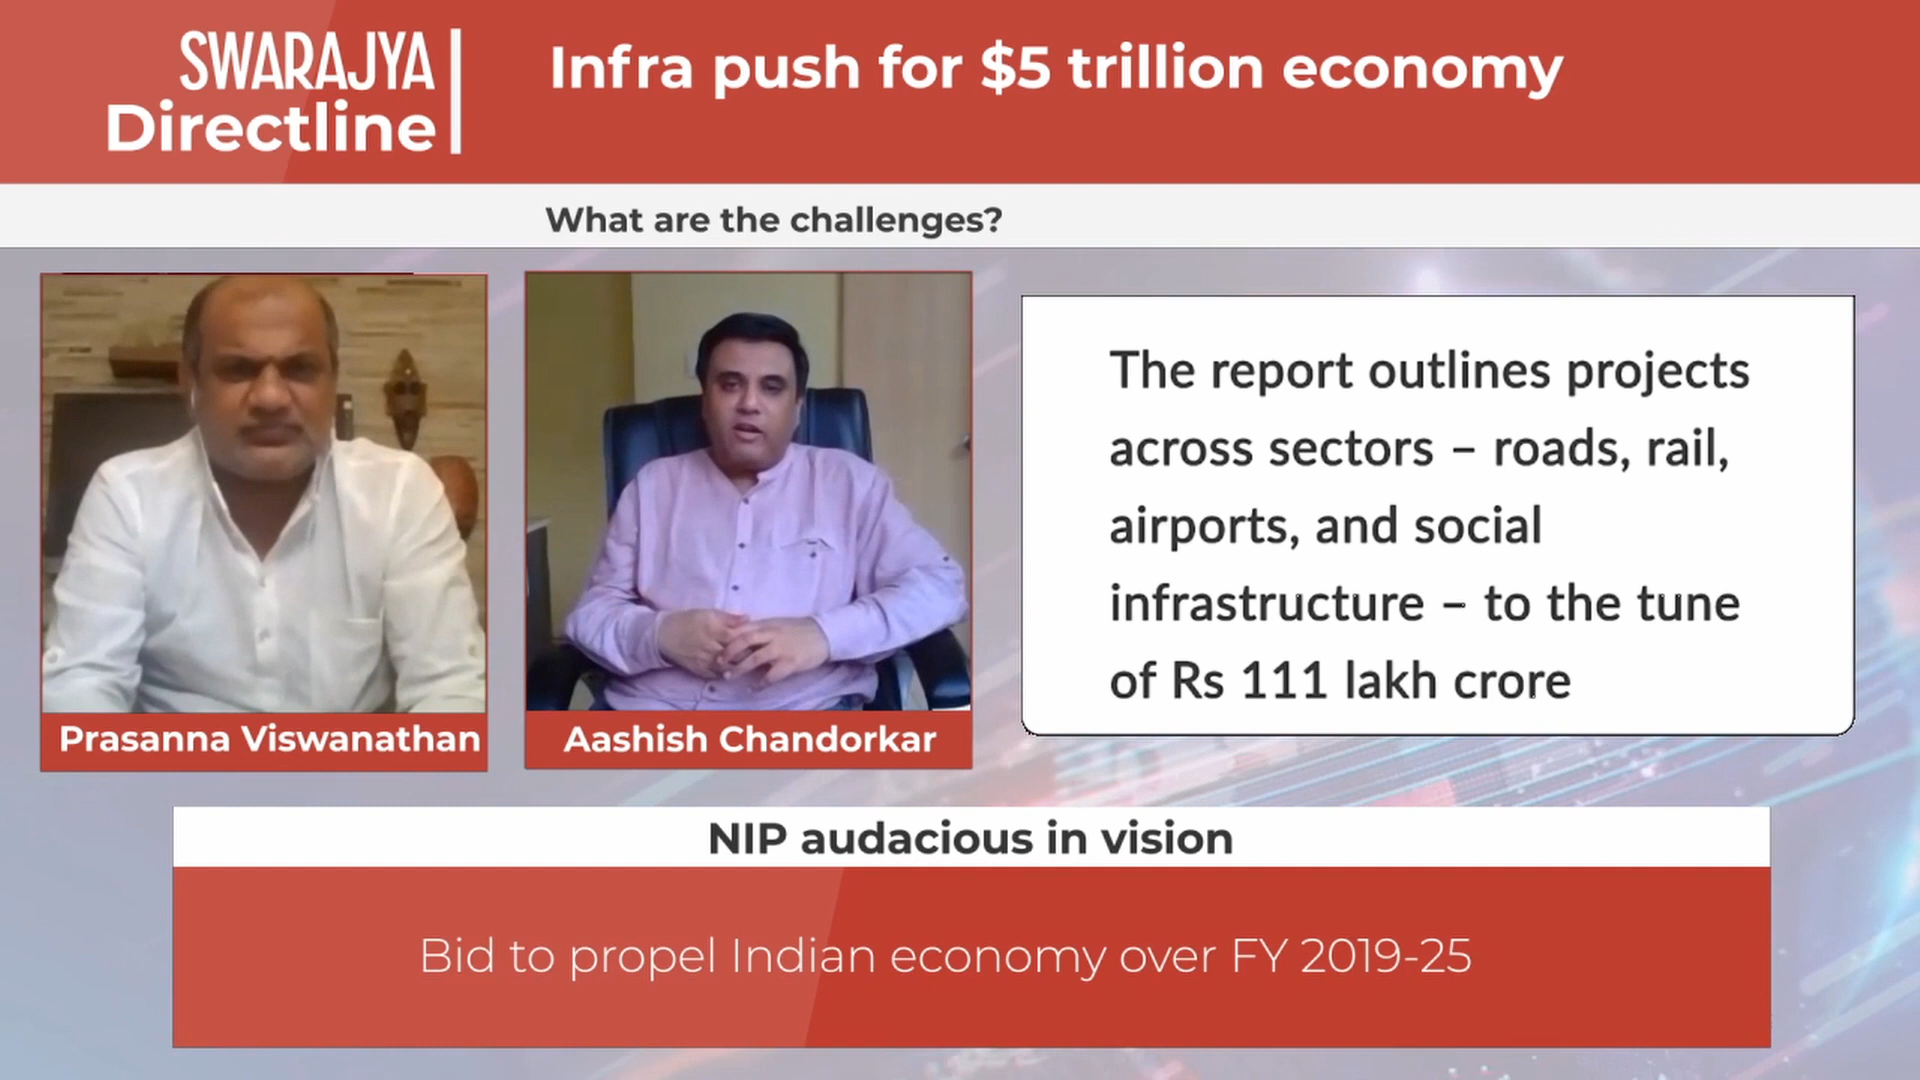 SWARAJYA
Directline
Infra push for $5 trillion economy
What are the challenges?
Prasanna Viswanathan
Aashish Chandorkar
The report outlines projects
across sectors – roads, rail,
airports, and social
infrastructure – to the tune
of Rs 111 lakh crore
NIP audacious in vision
Bid to propel Indian economy over FY 2019-25